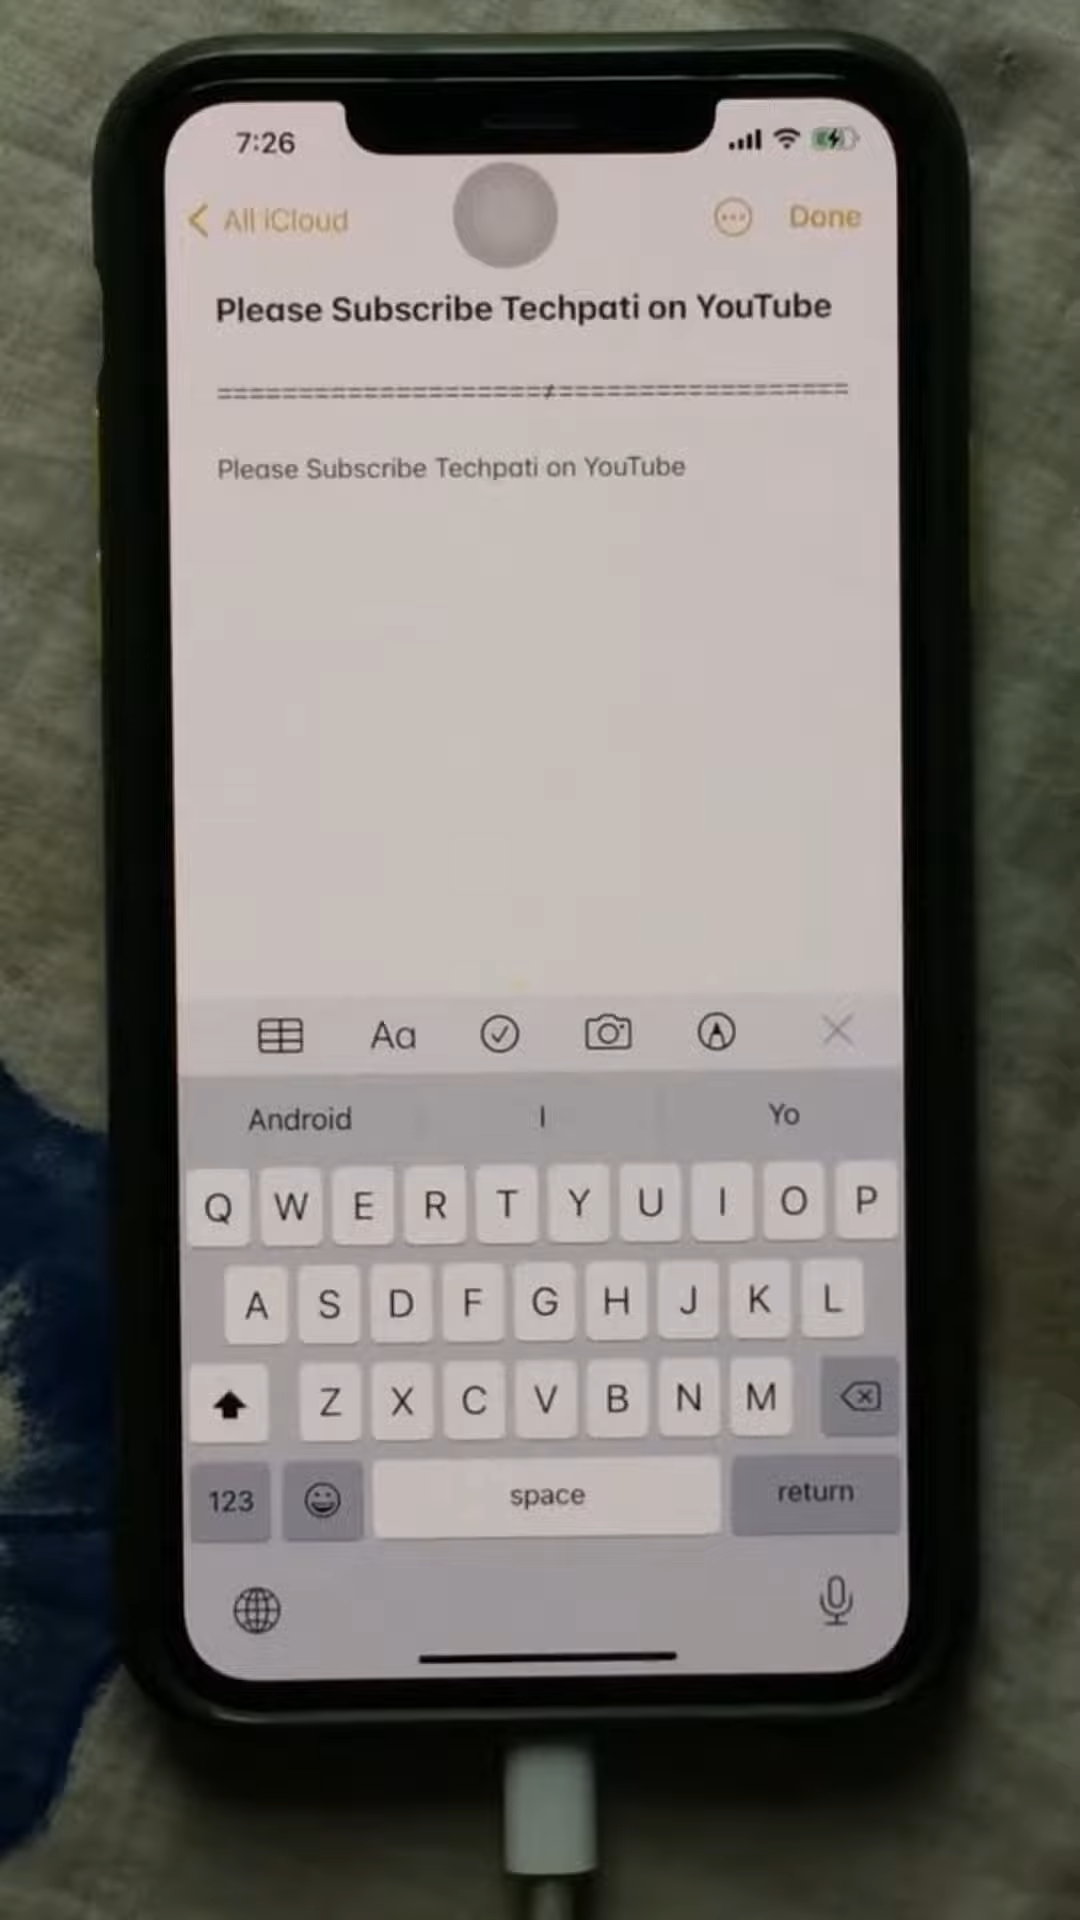 7:26
All iCloud
Done
Please Subscribe Techpati on YouTube
====================≠==================
Please Subscribe Techpati on YouTube
Aa
Android I Yo
Q W E R T Y U I O P
A S D F G H J K L
Z X C V B N M
123 space return